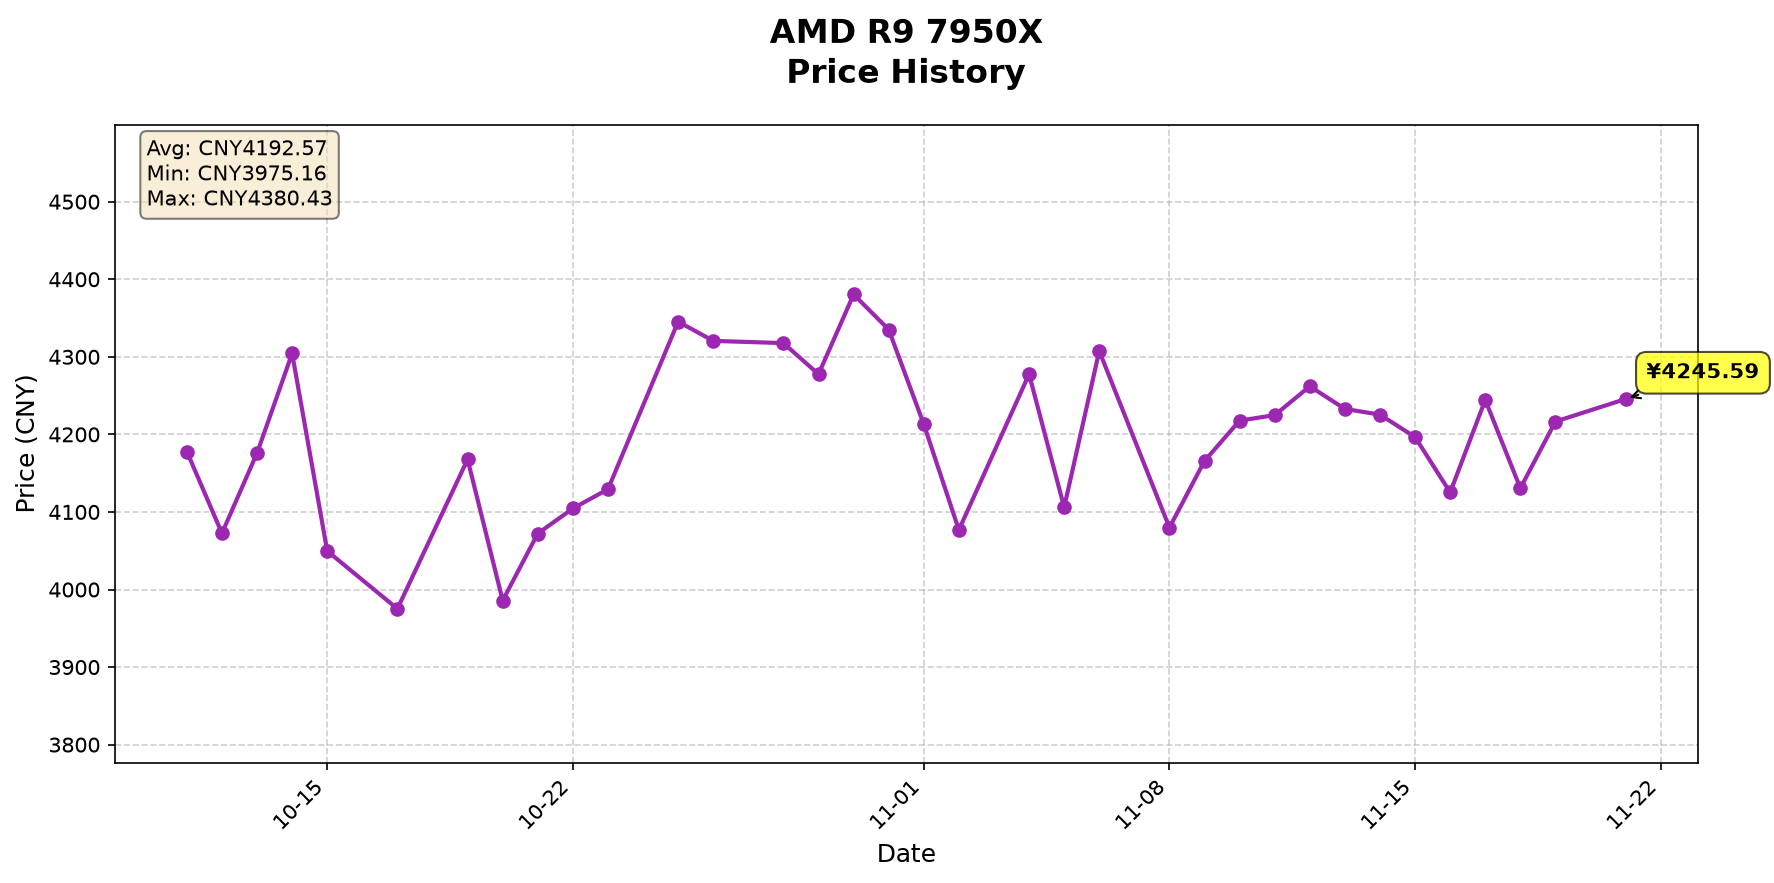 AMD R9 7950X
Price History
Avg: CNY4192.57
Min: CNY3975.16
Max: CNY4380.43
4500
4400
4300
4200
4100
4000
3900
3800
Price (CNY)
¥4245.59
10-15
10-22
11-01
11-08
11-15
11-22
Date